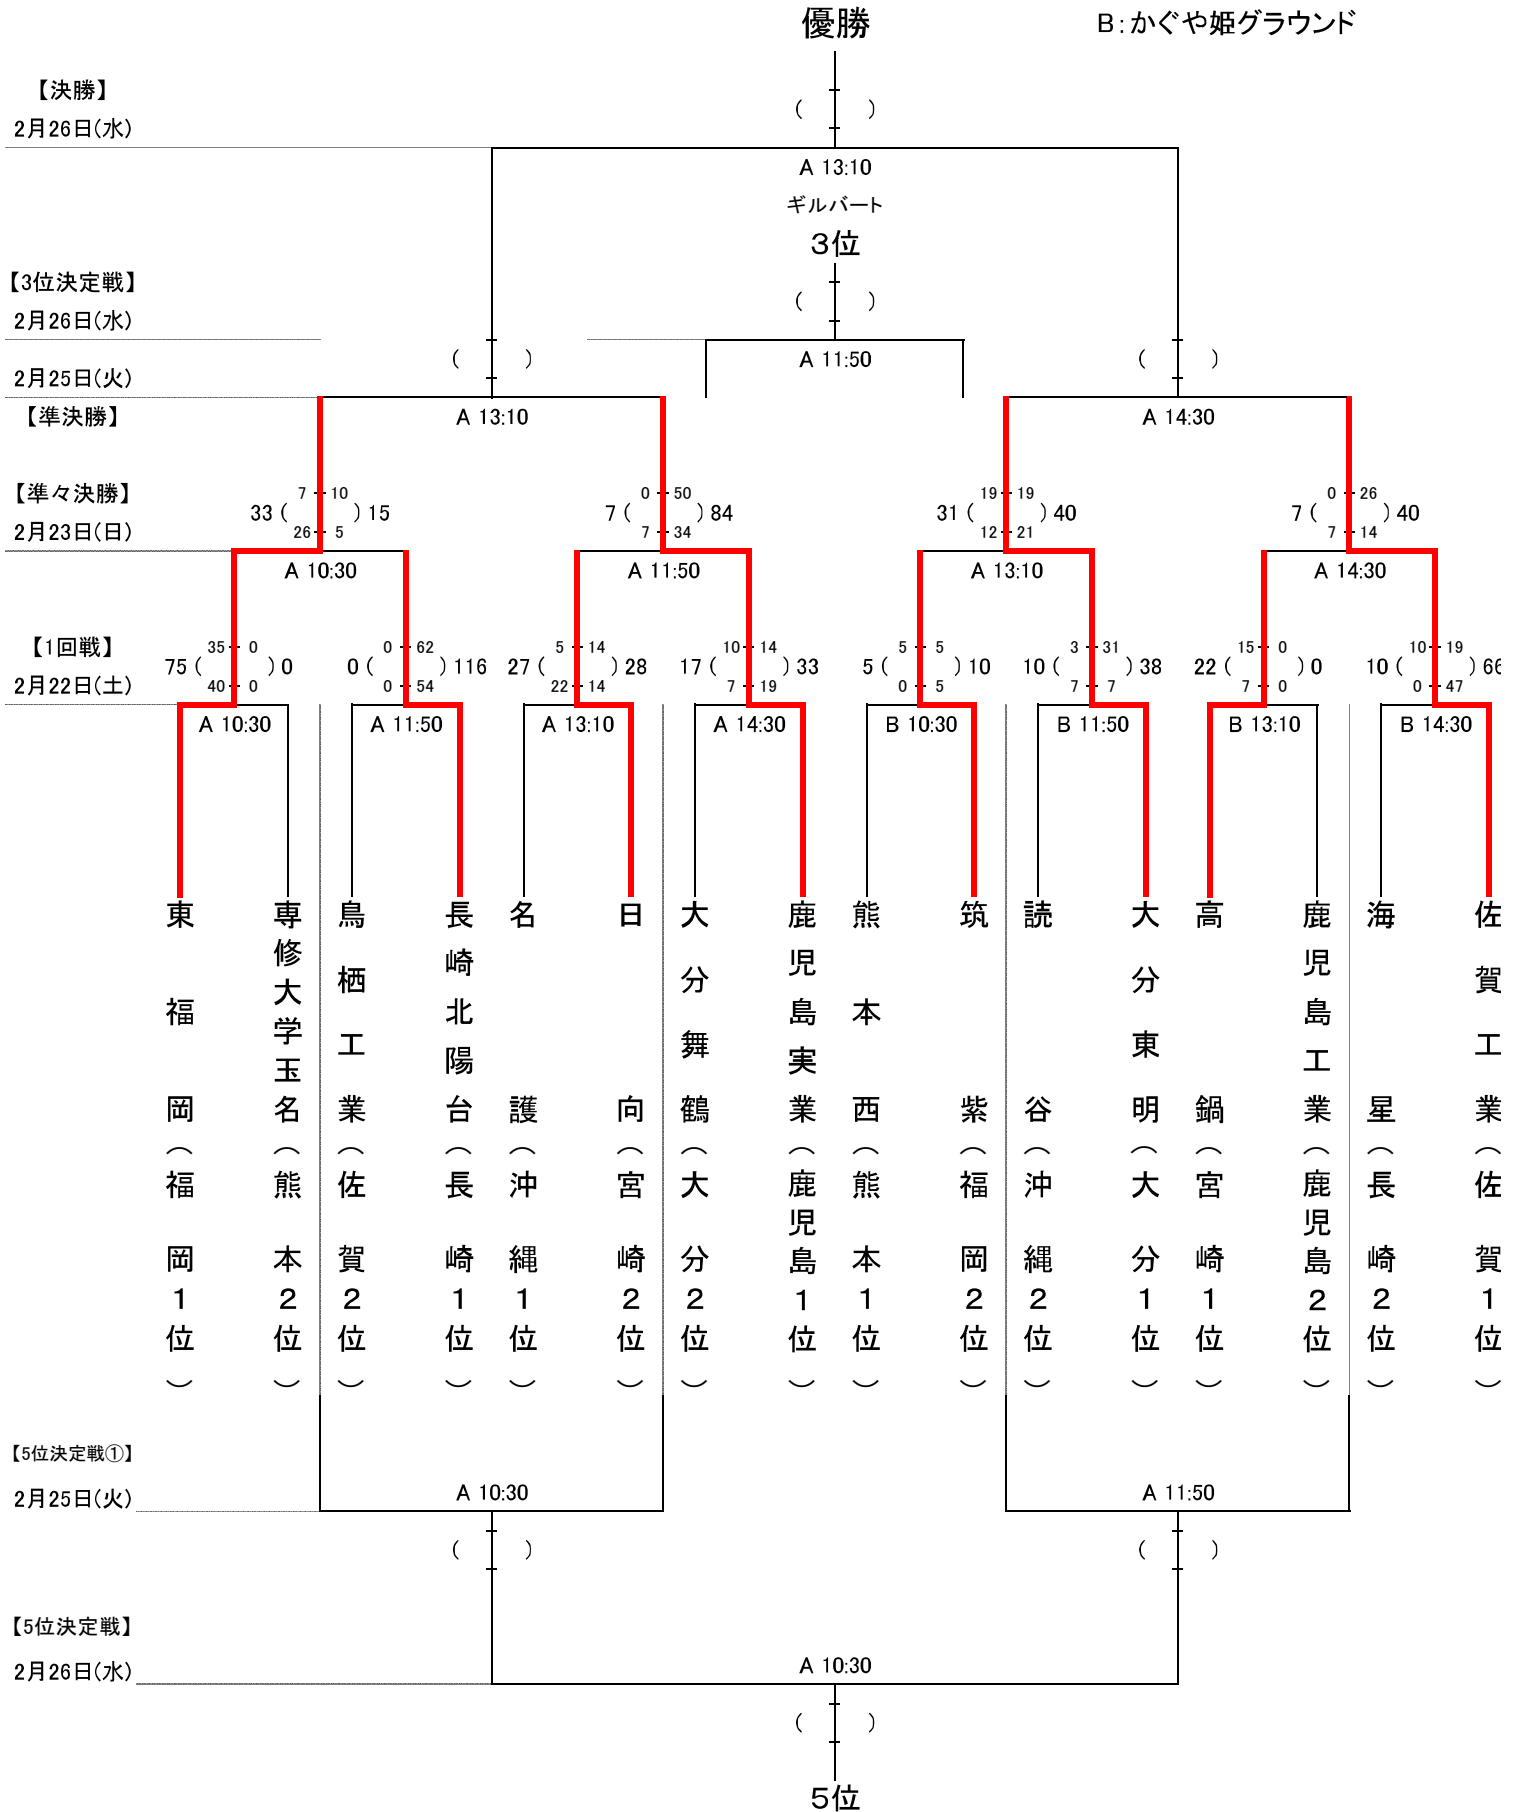 優勝
B:かぐや姫グラウンド
【決勝】
( )
2月26日(水)
A 13:10
ギルバート
3位
【3位決定戦】
( )
2月26日(水)
( ) A 11:50 ( )
2月25日(火)
【準決勝】 A 13:10 A 14:30
【準々決勝】 7 10 0 50 19 19 0 26
33 ( ) 15 7 ( ) 84 31 ( ) 40 7 ( ) 40
2月23日(日) 26 5 7 34 12 21 7 14
A 10:30 A 11:50 A 13:10 A 14:30
【1回戦】 35 0 0 62 5 14 10 14 5 5 3 31 15 0 10 19
75 ( ) 0 0 ( ) 116 27 ( ) 28 17 ( ) 33 5 ( ) 10 10 ( ) 38 22 ( ) 0 10 ( ) 66
2月22日(土) 40 0 0 54 22 14 7 19 0 5 7 7 7 0 0 47
A 10:30 A 11:50 A 13:10 A 14:30 B 10:30 B 11:50 B 13:10 B 14:30
東福岡(福岡1位)
専修大学玉名(熊本2位)
鳥栖工業(佐賀2位)
長崎北陽台(長崎1位)
名護(沖縄1位)
日向(宮崎2位)
大分舞鶴(大分2位)
鹿児島実業(鹿児島1位)
熊本西(熊本1位)
筑紫(福岡2位)
読谷(沖縄2位)
大分東明(大分1位)
高鍋(宮崎1位)
鹿児島工業(鹿児島2位)
海星(長崎2位)
佐賀工業(佐賀1位)
【5位決定戦①】
2月25日(火) A 10:30 A 11:50
( ) ( )
【5位決定戦】
2月26日(水) A 10:30
( )
5位